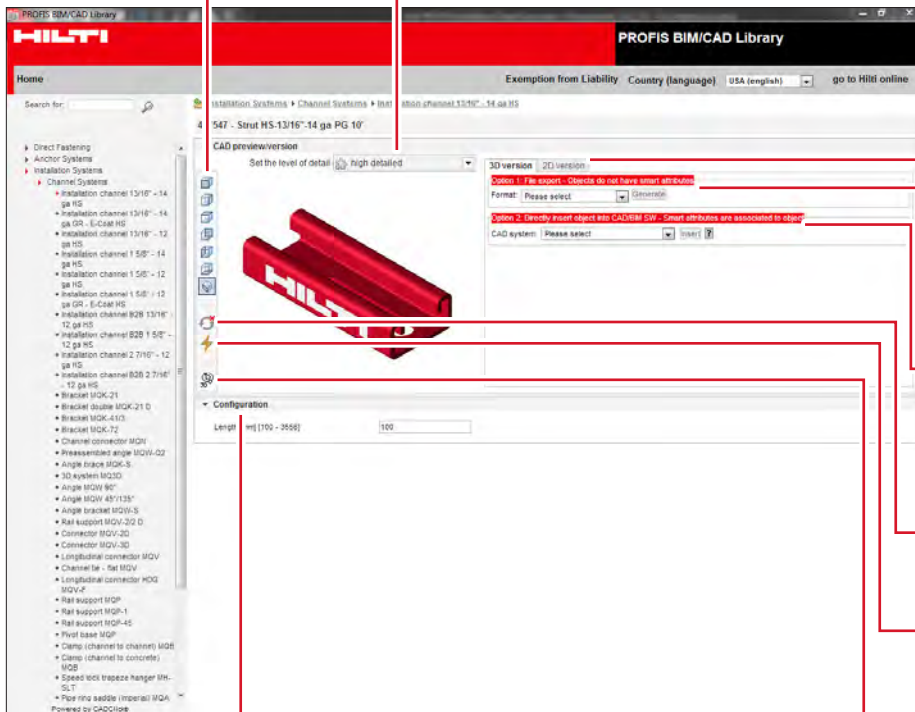 PROFIS BIM/CAD Library
HILTI
PROFIS BIM/CAD Library
Home
Exemption from Liability
Country (language)
USA (english)
go to Hilti online
Search for:
Installation Systems
Channel Systems
Installation channel 13/16" - 14 ga HS
547 - Strut HS-13/16"-14 ga PG 10'
CAD preview/version
Set the level of detail
high detailed
3D version
2D version
Option 1: File export - Objects do not have smart attributes
Format:
Please select
Generate
Option 2: Directly insert object into CAD/BIM SW - Smart attributes are associated to object
CAD system:
Please select
Insert
?
HILTI
3D
Configuration
Length [100 - 3556]
100
Direct Fastening
Anchor Systems
Installation Systems
Channel Systems
Installation channel 13/16" - 14
ga HS
Installation channel 13/16" - 14
ga GR - E-Coat HS
Installation channel 13/16" - 12
ga HS
Installation channel 1 5/8" - 14
ga HS
Installation channel 1 5/8" - 12
ga HS
Installation channel 1 5/8" - 12
ga GR - E-Coat HS
Installation channel B2B 13/16" -
12 ga HS
Installation channel B2B 1 5/8" -
12 ga HS
Installation channel 2 7/16" - 12
ga HS
Installation channel B2B 2 7/16"
- 12 ga HS
Bracket MQK-21
Bracket double MQK-21 D
Bracket MQK-41/3
Bracket MQK-72
Channel connector MQN
Preassembled angle MQW-Q2
Angle brace MQK-S
3D system MQ3D
Angle MQW 90°
Angle MQW 45°/135°
Angle bracket MQW-S
Rail support MQV-2/2 D
Connector MQV-2D
Connector MQV-3D
Longitudinal connector MQV
Channel tie - flat MQV
Longitudinal connector HDG
MQV-F
Rail support MQP
Rail support MQP-1
Rail support MQP-45
Pivot base MQP
Clamp (channel to channel) MQB
Clamp (channel to concrete)
MQB
Speed lock trapeze hanger MH-
SLT
Pipe ring saddle (imperial) MQA
Powered by CADClick®